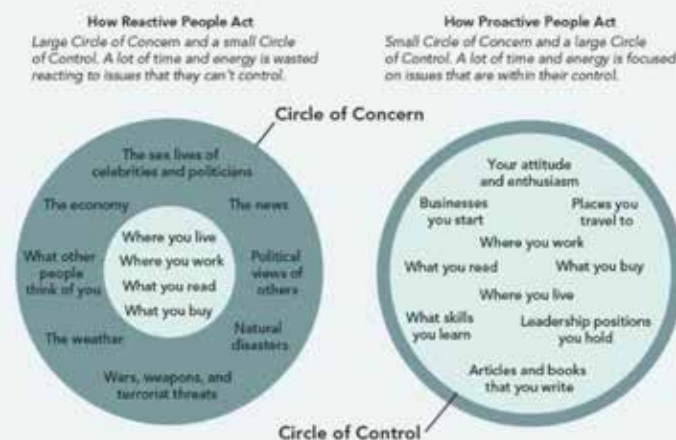 How Reactive People Act
Large Circle of Concern and a small Circle
of Control. A lot of time and energy is wasted
reacting to issues that they can't control.
How Proactive People Act
Small Circle of Concern and a large Circle
of Control. A lot of time and energy is focused
on issues that are within their control.
Circle of Concern
The sex lives of
celebrities and politicians
The economy
The news
What other
people
think of you
Political
views of
others
The weather
Natural
disasters
Wars, weapons, and
terrorist threats
Where you live
Where you work
What you read
What you buy
Your attitude
and enthusiasm
Businesses
you start
Places you
travel to
Where you work
What you read
What you buy
Where you live
What skills
you learn
Leadership positions
you hold
Articles and books
that you write
Circle of Control